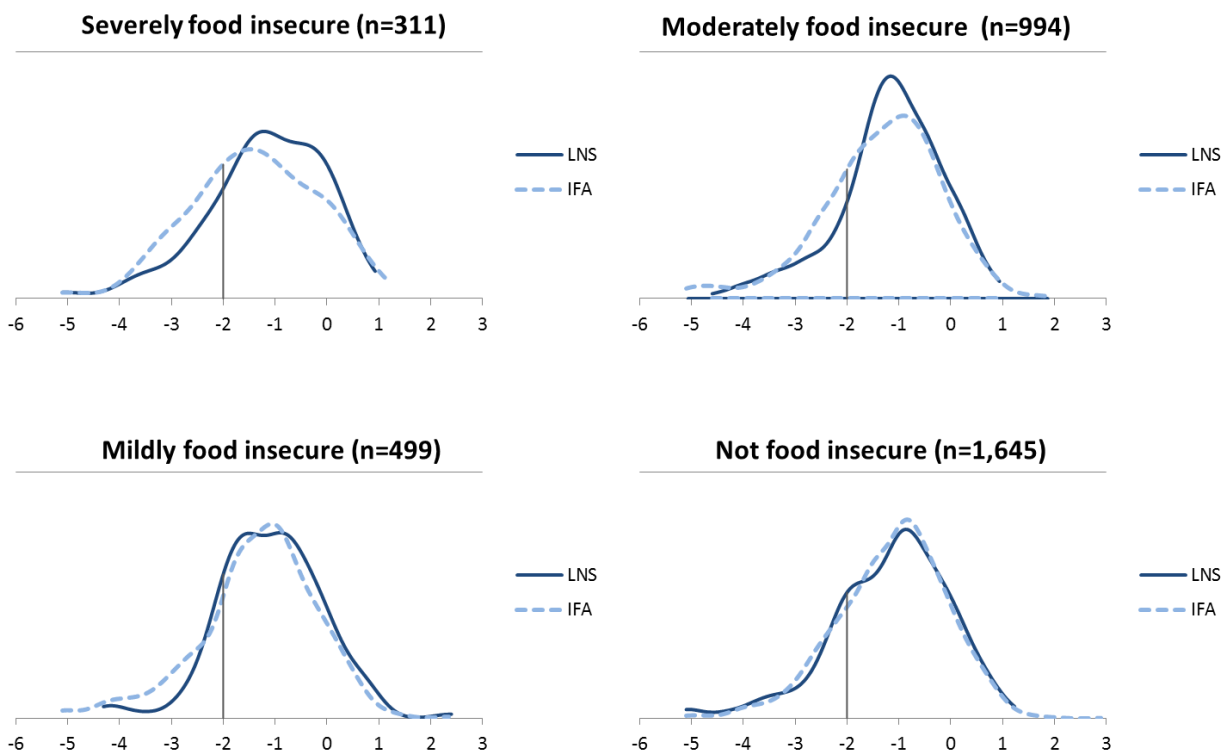 Severely food insecure (n=311)
LNS
IFA
-6 -5 -4 -3 -2 -1 0 1 2 3
Moderately food insecure (n=994)
LNS
IFA
-6 -5 -4 -3 -2 -1 0 1 2 3
Mildly food insecure (n=499)
LNS
IFA
-6 -5 -4 -3 -2 -1 0 1 2 3
Not food insecure (n=1,645)
LNS
IFA
-6 -5 -4 -3 -2 -1 0 1 2 3